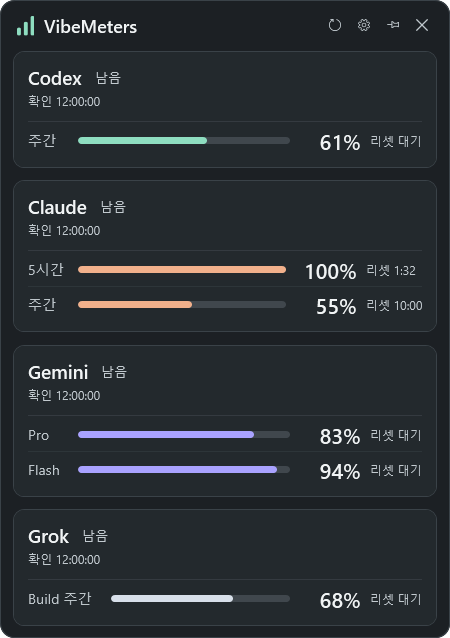 VibeMeters
Codex 남음
확인 12:00:00
주간 61% 리셋 대기
Claude 남음
확인 12:00:00
5시간 100% 리셋 1:32
주간 55% 리셋 10:00
Gemini 남음
확인 12:00:00
Pro 83% 리셋 대기
Flash 94% 리셋 대기
Grok 남음
확인 12:00:00
Build 주간 68% 리셋 대기